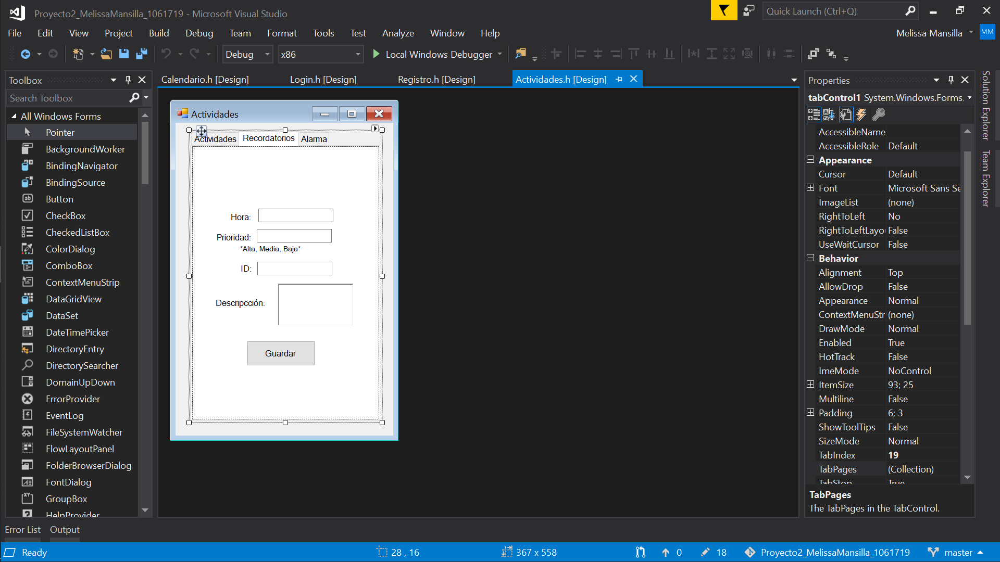 Proyecto2_MelissaMansilla_1061719 - Microsoft Visual Studio
Quick Launch (Ctrl+Q)
File Edit View Project Build Debug Team Format Tools Test Analyze Window Help
Melissa Mansilla MM
Debug x86 Local Windows Debugger
Toolbox
Search Toolbox
All Windows Forms
Pointer
BackgroundWorker
BindingNavigator
BindingSource
Button
CheckBox
CheckedListBox
ColorDialog
ComboBox
ContextMenuStrip
DataGridView
DataSet
DateTimePicker
DirectoryEntry
DirectorySearcher
DomainUpDown
ErrorProvider
EventLog
FileSystemWatcher
FlowLayoutPanel
FolderBrowserDialog
FontDialog
GroupBox
HelpProvider
Calendario.h [Design] Login.h [Design] Registro.h [Design] Actividades.h [Design]
Actividades
Actividades Recordatorios Alarma
Hora:
Prioridad:
*Alta, Media, Baja*
ID:
Descripcción:
Guardar
Properties
tabControl1 System.Windows.Forms.
AccessibleName
AccessibleRole Default
Appearance
Cursor Default
Font Microsoft Sans Se
ImageList (none)
RightToLeft No
RightToLeftLayou False
UseWaitCursor False
Behavior
Alignment Top
AllowDrop False
Appearance Normal
ContextMenuStr (none)
DrawMode Normal
Enabled True
HotTrack False
ImeMode NoControl
ItemSize 93; 25
Multiline False
Padding 6; 3
ShowToolTips False
SizeMode Normal
TabIndex 19
TabPages (Collection)
TabStop True
TabPages
The TabPages in the TabControl.
Solution Explorer
Team Explorer
Error List Output
Ready 28 , 16 367 x 558 0 18 Proyecto2_MelissaMansilla_1061719 master